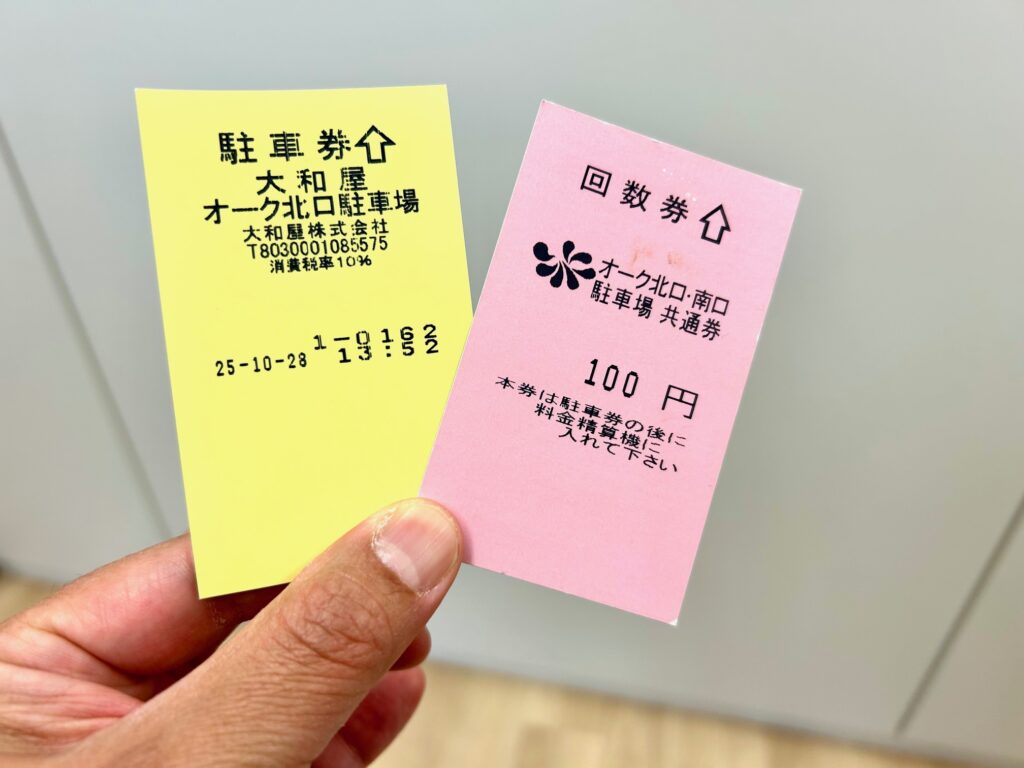 駐車券⇧
大和屋
オーク北口駐車場
大和屋株式会社
T8030001085575
消費税率10%
1-0162
25-10-28 13:52
回数券⇧
オーク北口・南口
駐車場 共通券
100 円
本券は駐車券の後に
料金精算機に
入れて下さい